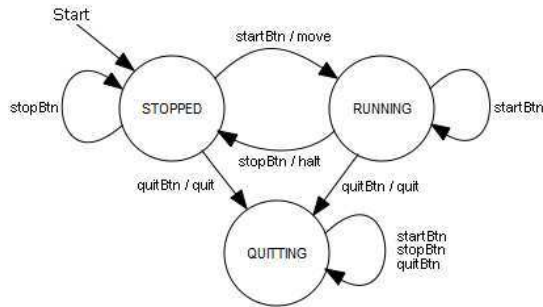 Start
startBtn / move
stopBtn
STOPPED
RUNNING
startBtn
stopBtn / halt
quitBtn / quit
quitBtn / quit
QUITTING
startBtn
stopBtn
quitBtn